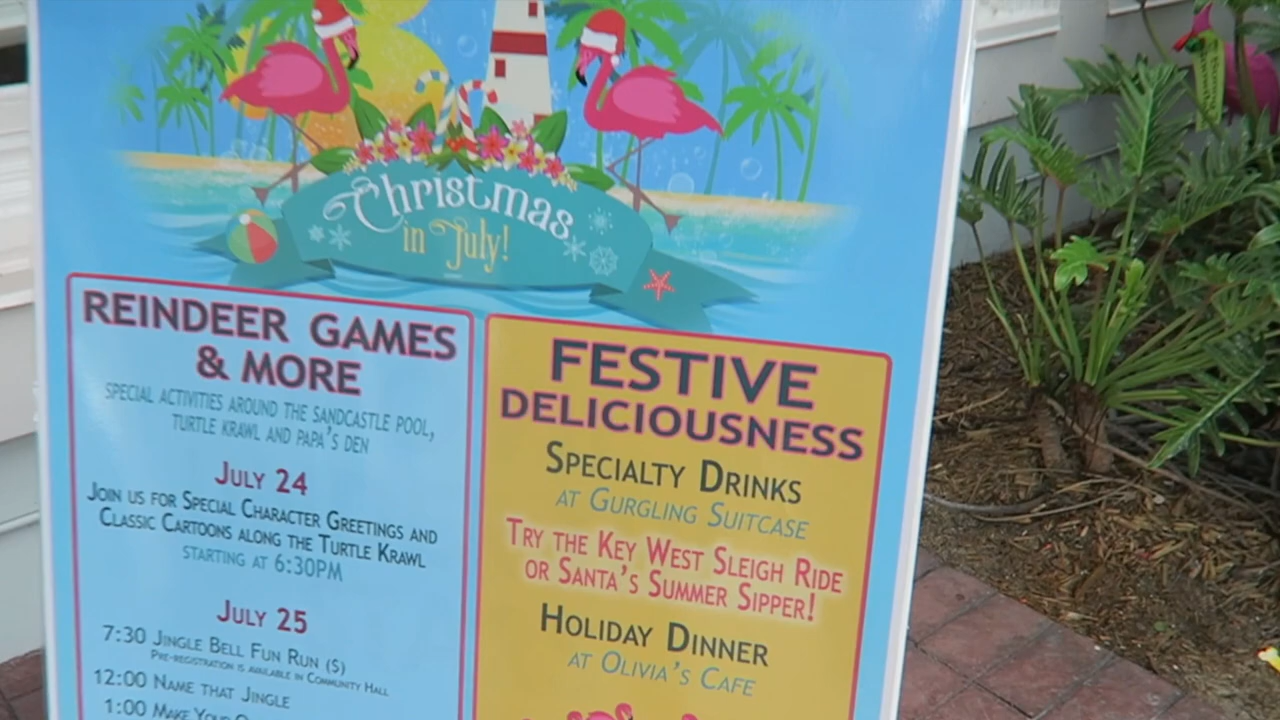 Christmas
in July!
REINDEER GAMES
& MORE
SPECIAL ACTIVITIES AROUND THE SANDCASTLE POOL,
TURTLE KRAWL AND PAPA'S DEN
JULY 24
JOIN US FOR SPECIAL CHARACTER GREETINGS AND
CLASSIC CARTOONS ALONG THE TURTLE KRAWL
STARTING AT 6:30PM
JULY 25
7:30 JINGLE BELL FUN RUN ($)
PRE-REGISTRATION IS AVAILABLE IN COMMUNITY HALL
12:00 NAME THAT JINGLE
1:00 MAKE YOUR
FESTIVE
DELICIOUSNESS
SPECIALTY DRINKS
AT GURGLING SUITCASE
TRY THE KEY WEST SLEIGH RIDE
OR SANTA'S SUMMER SIPPER!
HOLIDAY DINNER
AT OLIVIA'S CAFE